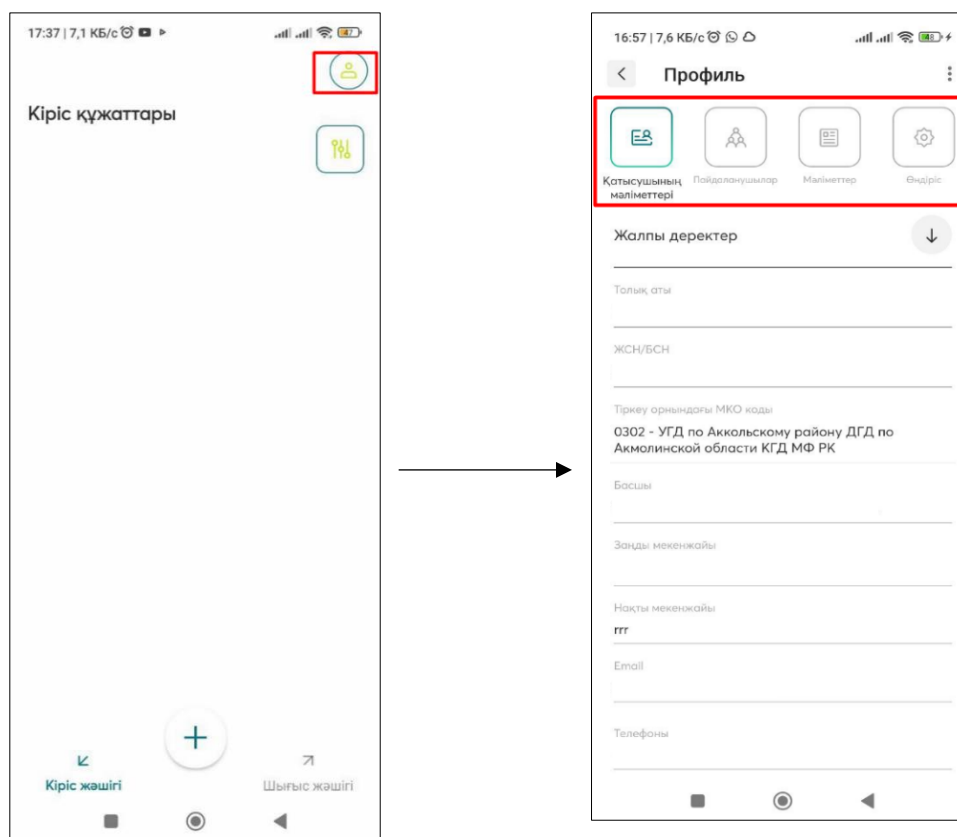 17:37 | 7,1 КБ/с
47
Кіріс құжаттары
Кіріс жәшігі
Шығыс жәшігі
16:57 | 7,6 КБ/с
48
Профиль
Қатысушының мәліметтері
Пайдаланушылар
Мәліметтер
Өндіріс
Жалпы деректер
Толық аты
ЖСН/БСН
Тіркеу орнындағы МКО коды
0302 - УГД по Аккольскому району ДГД по
Акмолинской области КГД МФ РК
Басшы
Заңды мекенжайы
Нақты мекенжайы
rrr
Email
Телефоны